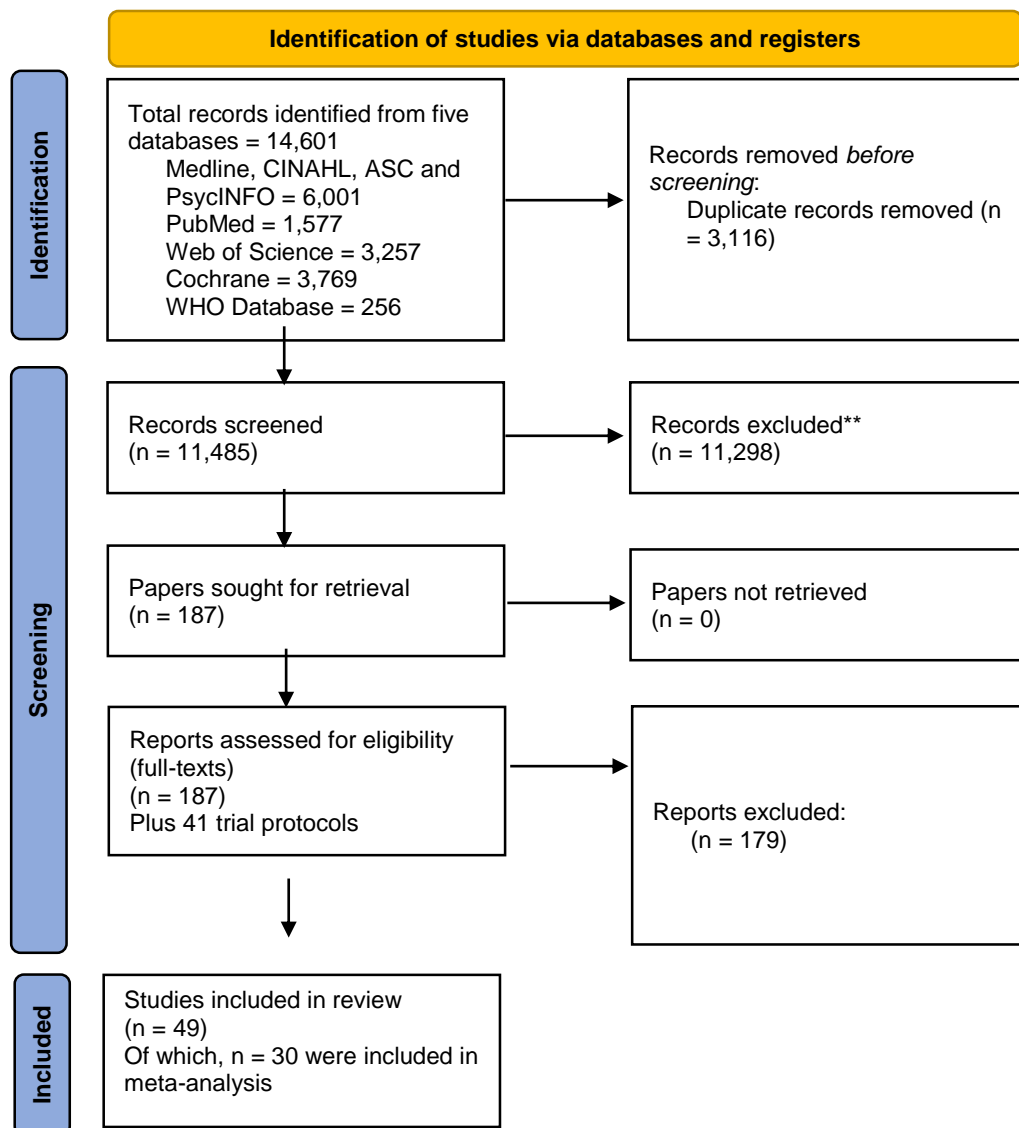 Identification of studies via databases and registers
Identification
Total records identified from five
databases = 14,601
Medline, CINAHL, ASC and
PsycINFO = 6,001
PubMed = 1,577
Web of Science = 3,257
Cochrane = 3,769
WHO Database = 256
Records removed before
screening:
Duplicate records removed (n
= 3,116)
Screening
Records screened
(n = 11,485)
Records excluded**
(n = 11,298)
Papers sought for retrieval
(n = 187)
Papers not retrieved
(n = 0)
Reports assessed for eligibility
(full-texts)
(n = 187)
Plus 41 trial protocols
Reports excluded:
(n = 179)
Included
Studies included in review
(n = 49)
Of which, n = 30 were included in
meta-analysis